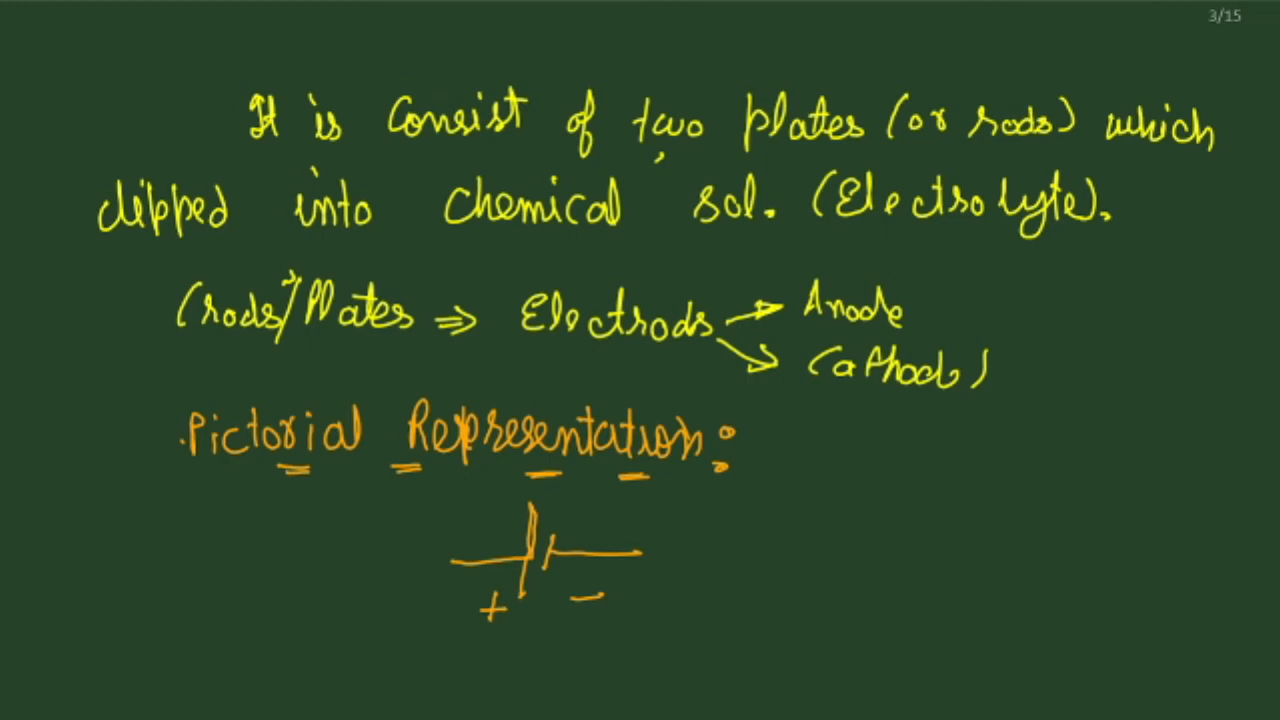 3/15
It is consist of two plates (or rods) which
dipped into chemical sol. (Electrolyte).
(rods/Plates ⇒ Electrods → Anode
→ Cathode)
Pictorial Representation:
+ −